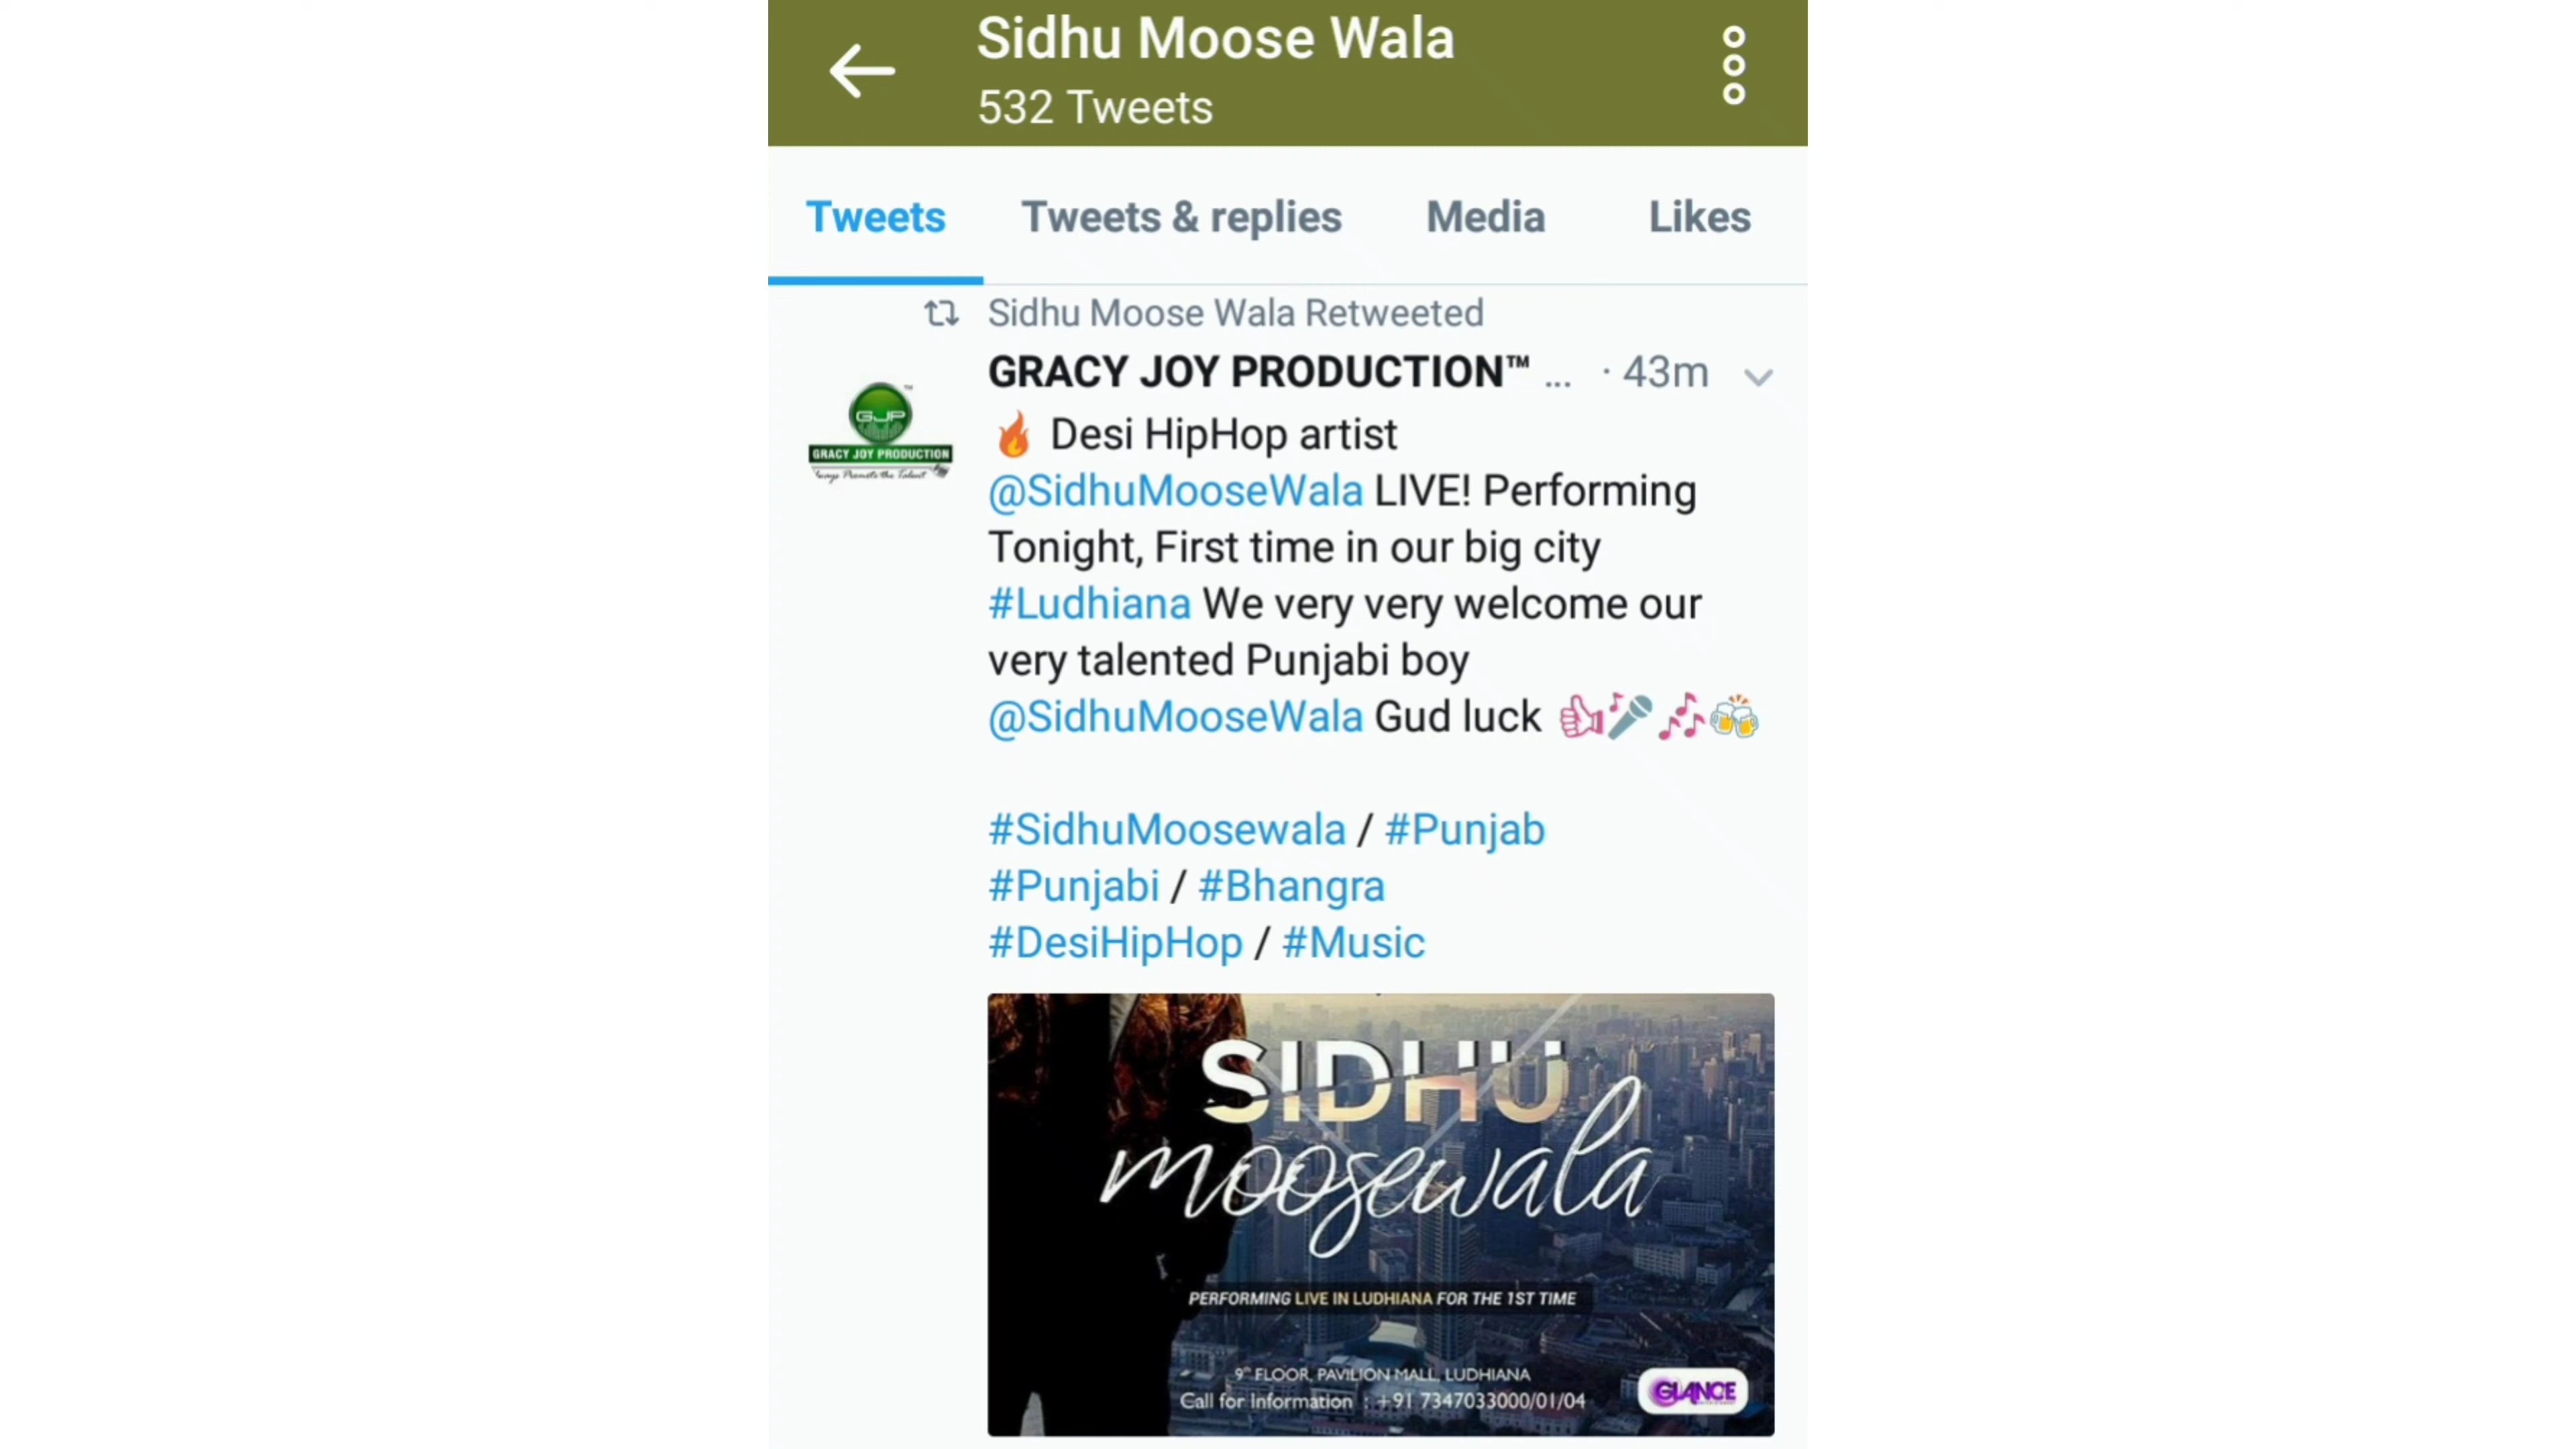 Sidhu Moose Wala
532 Tweets
Tweets Tweets & replies Media Likes
Sidhu Moose Wala Retweeted
GRACY JOY PRODUCTION™ ... · 43m
🔥 Desi HipHop artist
@SidhuMooseWala LIVE! Performing
Tonight, First time in our big city
#Ludhiana We very very welcome our
very talented Punjabi boy
@SidhuMooseWala Gud luck 👍🎤🎶🍻
#SidhuMoosewala / #Punjab
#Punjabi / #Bhangra
#DesiHipHop / #Music
GJP
TM
GRACY JOY PRODUCTION
Promote the Talent
SIDHU
moosewala
PERFORMING LIVE IN LUDHIANA FOR THE 1ST TIME
9th FLOOR, PAVILION MALL, LUDHIANA
Call for Information : +91 7347033000/01/04
GLANCE